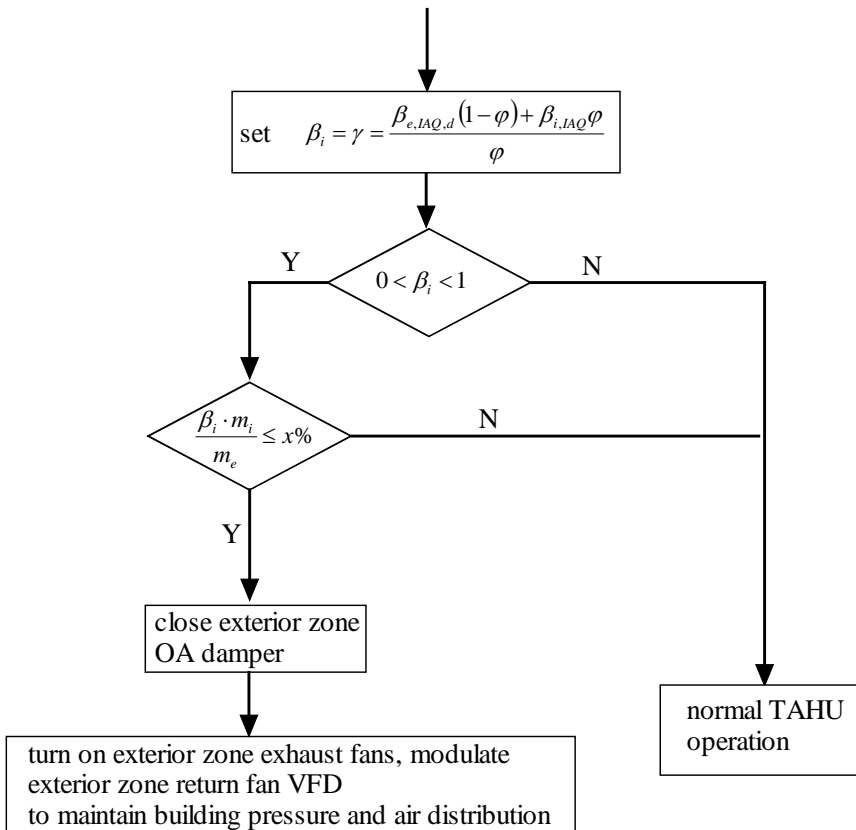 set β_i = γ = (β_{e,IAQ,d}(1−φ) + β_{i,IAQ}φ) / φ
Y
0 < β_i < 1
N
(β_i · m_i) / m_e ≤ x%
N
Y
close exterior zone
OA damper
normal TAHU
operation
turn on exterior zone exhaust fans, modulate
exterior zone return fan VFD
to maintain building pressure and air distribution